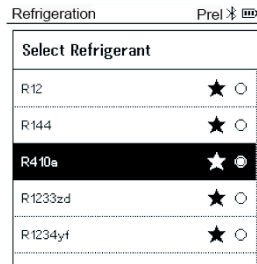 Refrigeration Prel
Select Refrigerant
R12
R144
R410a
R1233zd
R1234yf